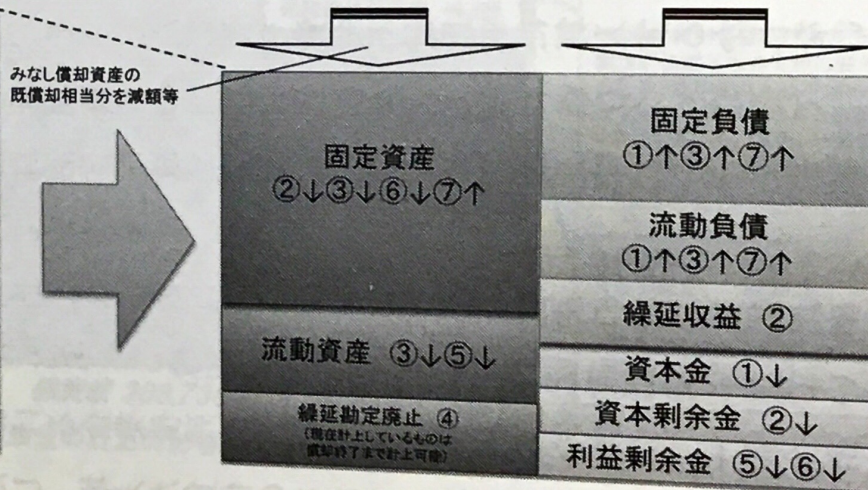 みなし償却資産の
既償却相当分を減額等
固定資産
②↓③↓⑥↓⑦↑
流動資産 ③↓⑤↓
繰延勘定廃止 ④
(現在計上しているものは
償却終了まで計上可能)
固定負債
①↑③↑⑦↑
流動負債
①↑③↑⑦↑
繰延収益 ②
資本金 ①↓
資本剰余金 ②↓
利益剰余金 ⑤↓⑥↓